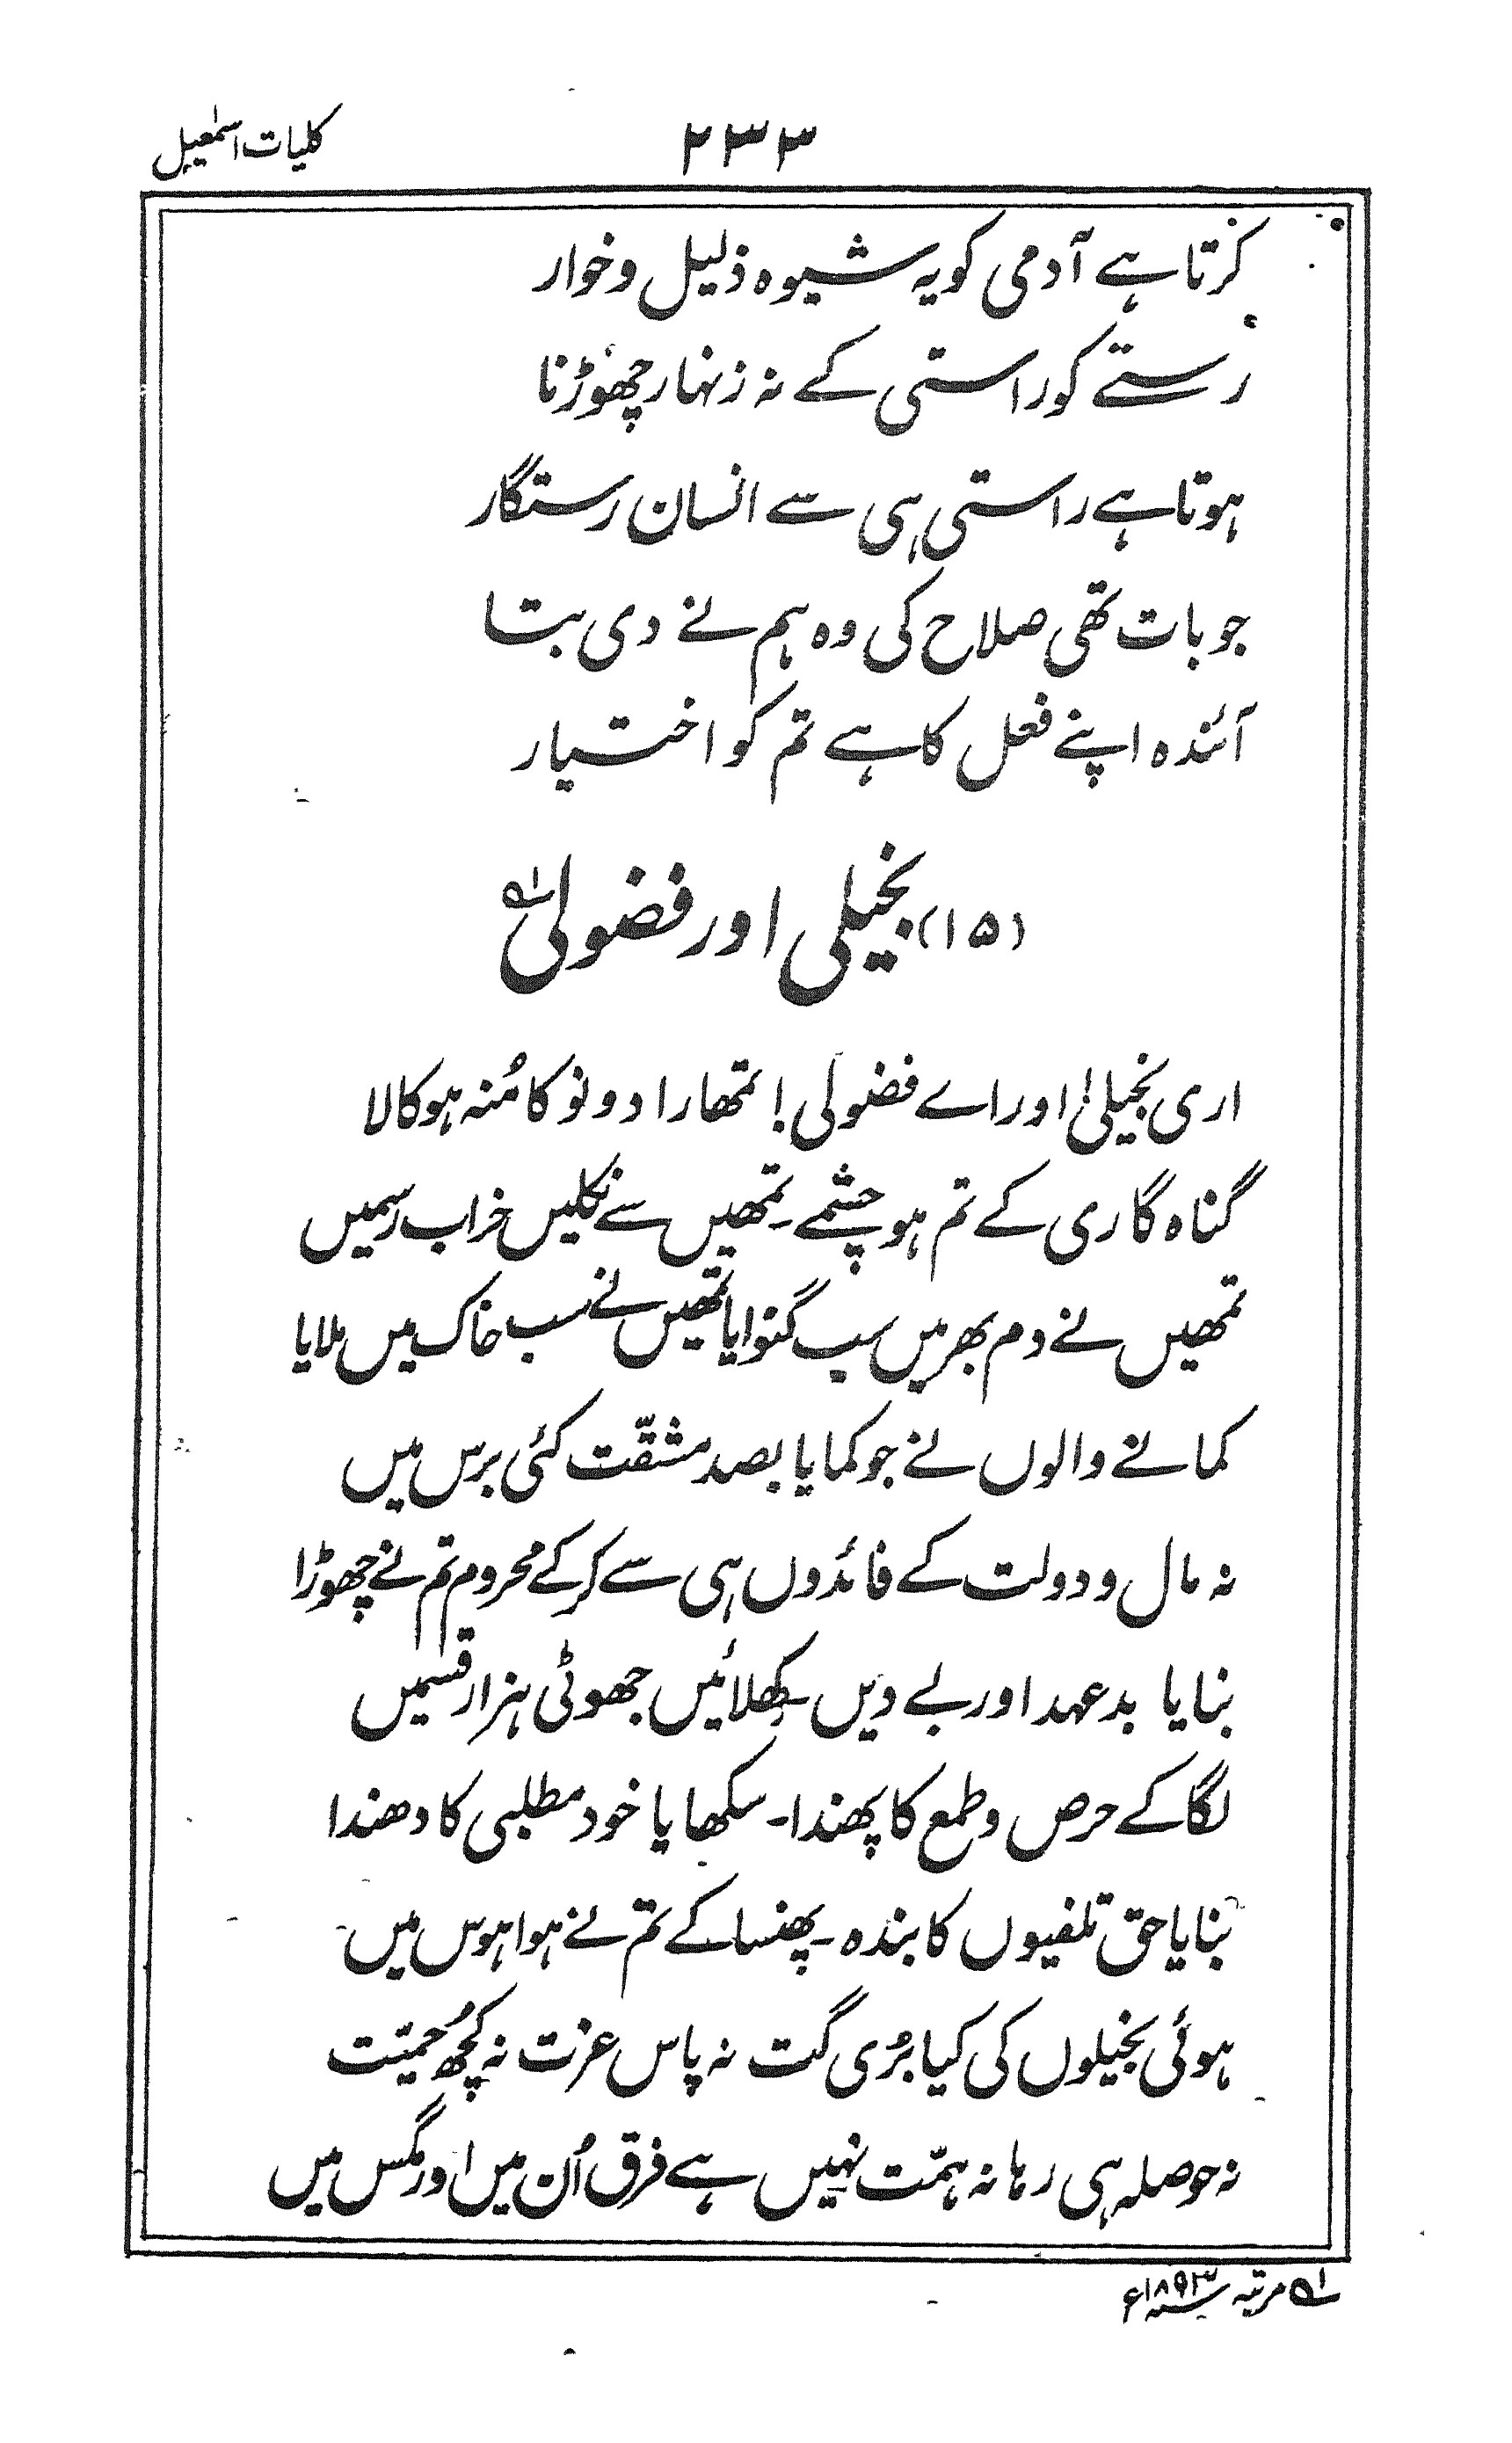 کلیات اسمٰعیل
۲۳۳
کرتا ہے آدمی کو یہ شیوہ ذلیل و خوار
رستے کو راستی کے نہ زنہار چھوڑنا
ہوتا ہے راستی ہی سے انسان رستگار
جو بات تھی صلاح کی وہ ہم نے دی بتا
آئندہ اپنے فعل کا ہے تم کو اختیار
(۱۵) بخیلی اور فضولی ؎۱
اری بخیلی! اور اے فضولی! تمھارا دونو کا مُنہ ہو کالا
گناہ گاری کے تم ہو چشمے۔ تمھیں سے نکلیں خراب رسمیں
تمھیں نے دم بھر میں سب گنوایا تمھیں نے سب خاک میں ملایا
کمانے والوں نے جو کمایا بصد مشقّت کئی برس میں
نہ مال و دولت کے فائدوں ہی سے کر کے محروم تم نے چھوڑا
بنایا بدعہد اور بے دیں۔ کھلائیں جھوٹی ہزار قسمیں
لگا کے حرص و طمع کا پھندا۔ سکھایا خود مطلبی کا دھندا
بنایا حق تلفیوں کا بندہ۔ پھنسا کے تم نے ہوا ہوس میں
ہوئی بخیلوں کی کیا بُری گت نہ پاس عزت نہ کچُھ حمیّت
نہ حوصلہ ہی رہا نہ ہمّت نہیں ہے فرق اُن میں اور مگس میں
؎۱ مرتبہ سنہ ۱۸۹۳ء